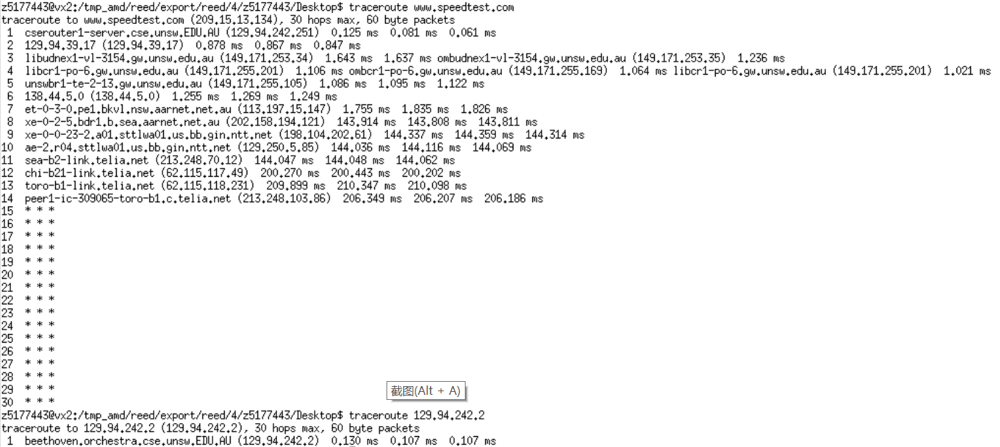 z5177443@vx2:/tmp_amd/reed/export/reed/4/z5177443/Desktop$ traceroute www.speedtest.com
traceroute to www.speedtest.com (209.15.13.134), 30 hops max, 60 byte packets
 1  cserouter1-server.cse.unsw.EDU.AU (129.94.242.251)  0.125 ms  0.081 ms  0.061 ms
 2  129.94.39.17 (129.94.39.17)  0.878 ms  0.867 ms  0.847 ms
 3  libudnex1-vl-3154.gw.unsw.edu.au (149.171.253.34)  1.643 ms  1.637 ms ombudnex1-vl-3154.gw.unsw.edu.au (149.171.253.35)  1.236 ms
 4  libcr1-po-6.gw.unsw.edu.au (149.171.255.201)  1.106 ms ombcr1-po-6.gw.unsw.edu.au (149.171.255.169)  1.064 ms libcr1-po-6.gw.unsw.edu.au (149.171.255.201)  1.021 ms
 5  unswbr1-te-2-13.gw.unsw.edu.au (149.171.255.105)  1.086 ms  1.095 ms  1.122 ms
 6  138.44.5.0 (138.44.5.0)  1.255 ms  1.269 ms  1.249 ms
 7  et-0-3-0.pe1.bkvl.nsw.aarnet.net.au (113.197.15.147)  1.755 ms  1.835 ms  1.826 ms
 8  xe-0-2-5.bdr1.b.sea.aarnet.net.au (202.158.194.121)  143.914 ms  143.808 ms  143.811 ms
 9  xe-0-0-23-2.a01.sttlwa01.us.bb.gin.ntt.net (198.104.202.61)  144.337 ms  144.359 ms  144.314 ms
10  ae-2.r04.sttlwa01.us.bb.gin.ntt.net (129.250.5.85)  144.036 ms  144.116 ms  144.069 ms
11  sea-b2-link.telia.net (213.248.70.12)  144.047 ms  144.048 ms  144.062 ms
12  chi-b21-link.telia.net (62.115.117.49)  200.270 ms  200.443 ms  200.202 ms
13  toro-b1-link.telia.net (62.115.118.231)  209.899 ms  210.347 ms  210.098 ms
14  peer1-ic-309065-toro-b1.c.telia.net (213.248.103.86)  206.349 ms  206.207 ms  206.186 ms
15  * * *
16  * * *
17  * * *
18  * * *
19  * * *
20  * * *
21  * * *
22  * * *
23  * * *
24  * * *
25  * * *
26  * * *
27  * * *
28  * * *
29  * * *
截图(Alt + A)
30  * * *
z5177443@vx2:/tmp_amd/reed/export/reed/4/z5177443/Desktop$ traceroute 129.94.242.2
traceroute to 129.94.242.2 (129.94.242.2), 30 hops max, 60 byte packets
 1  beethoven.orchestra.cse.unsw.EDU.AU (129.94.242.2)  0.130 ms  0.107 ms  0.107 ms